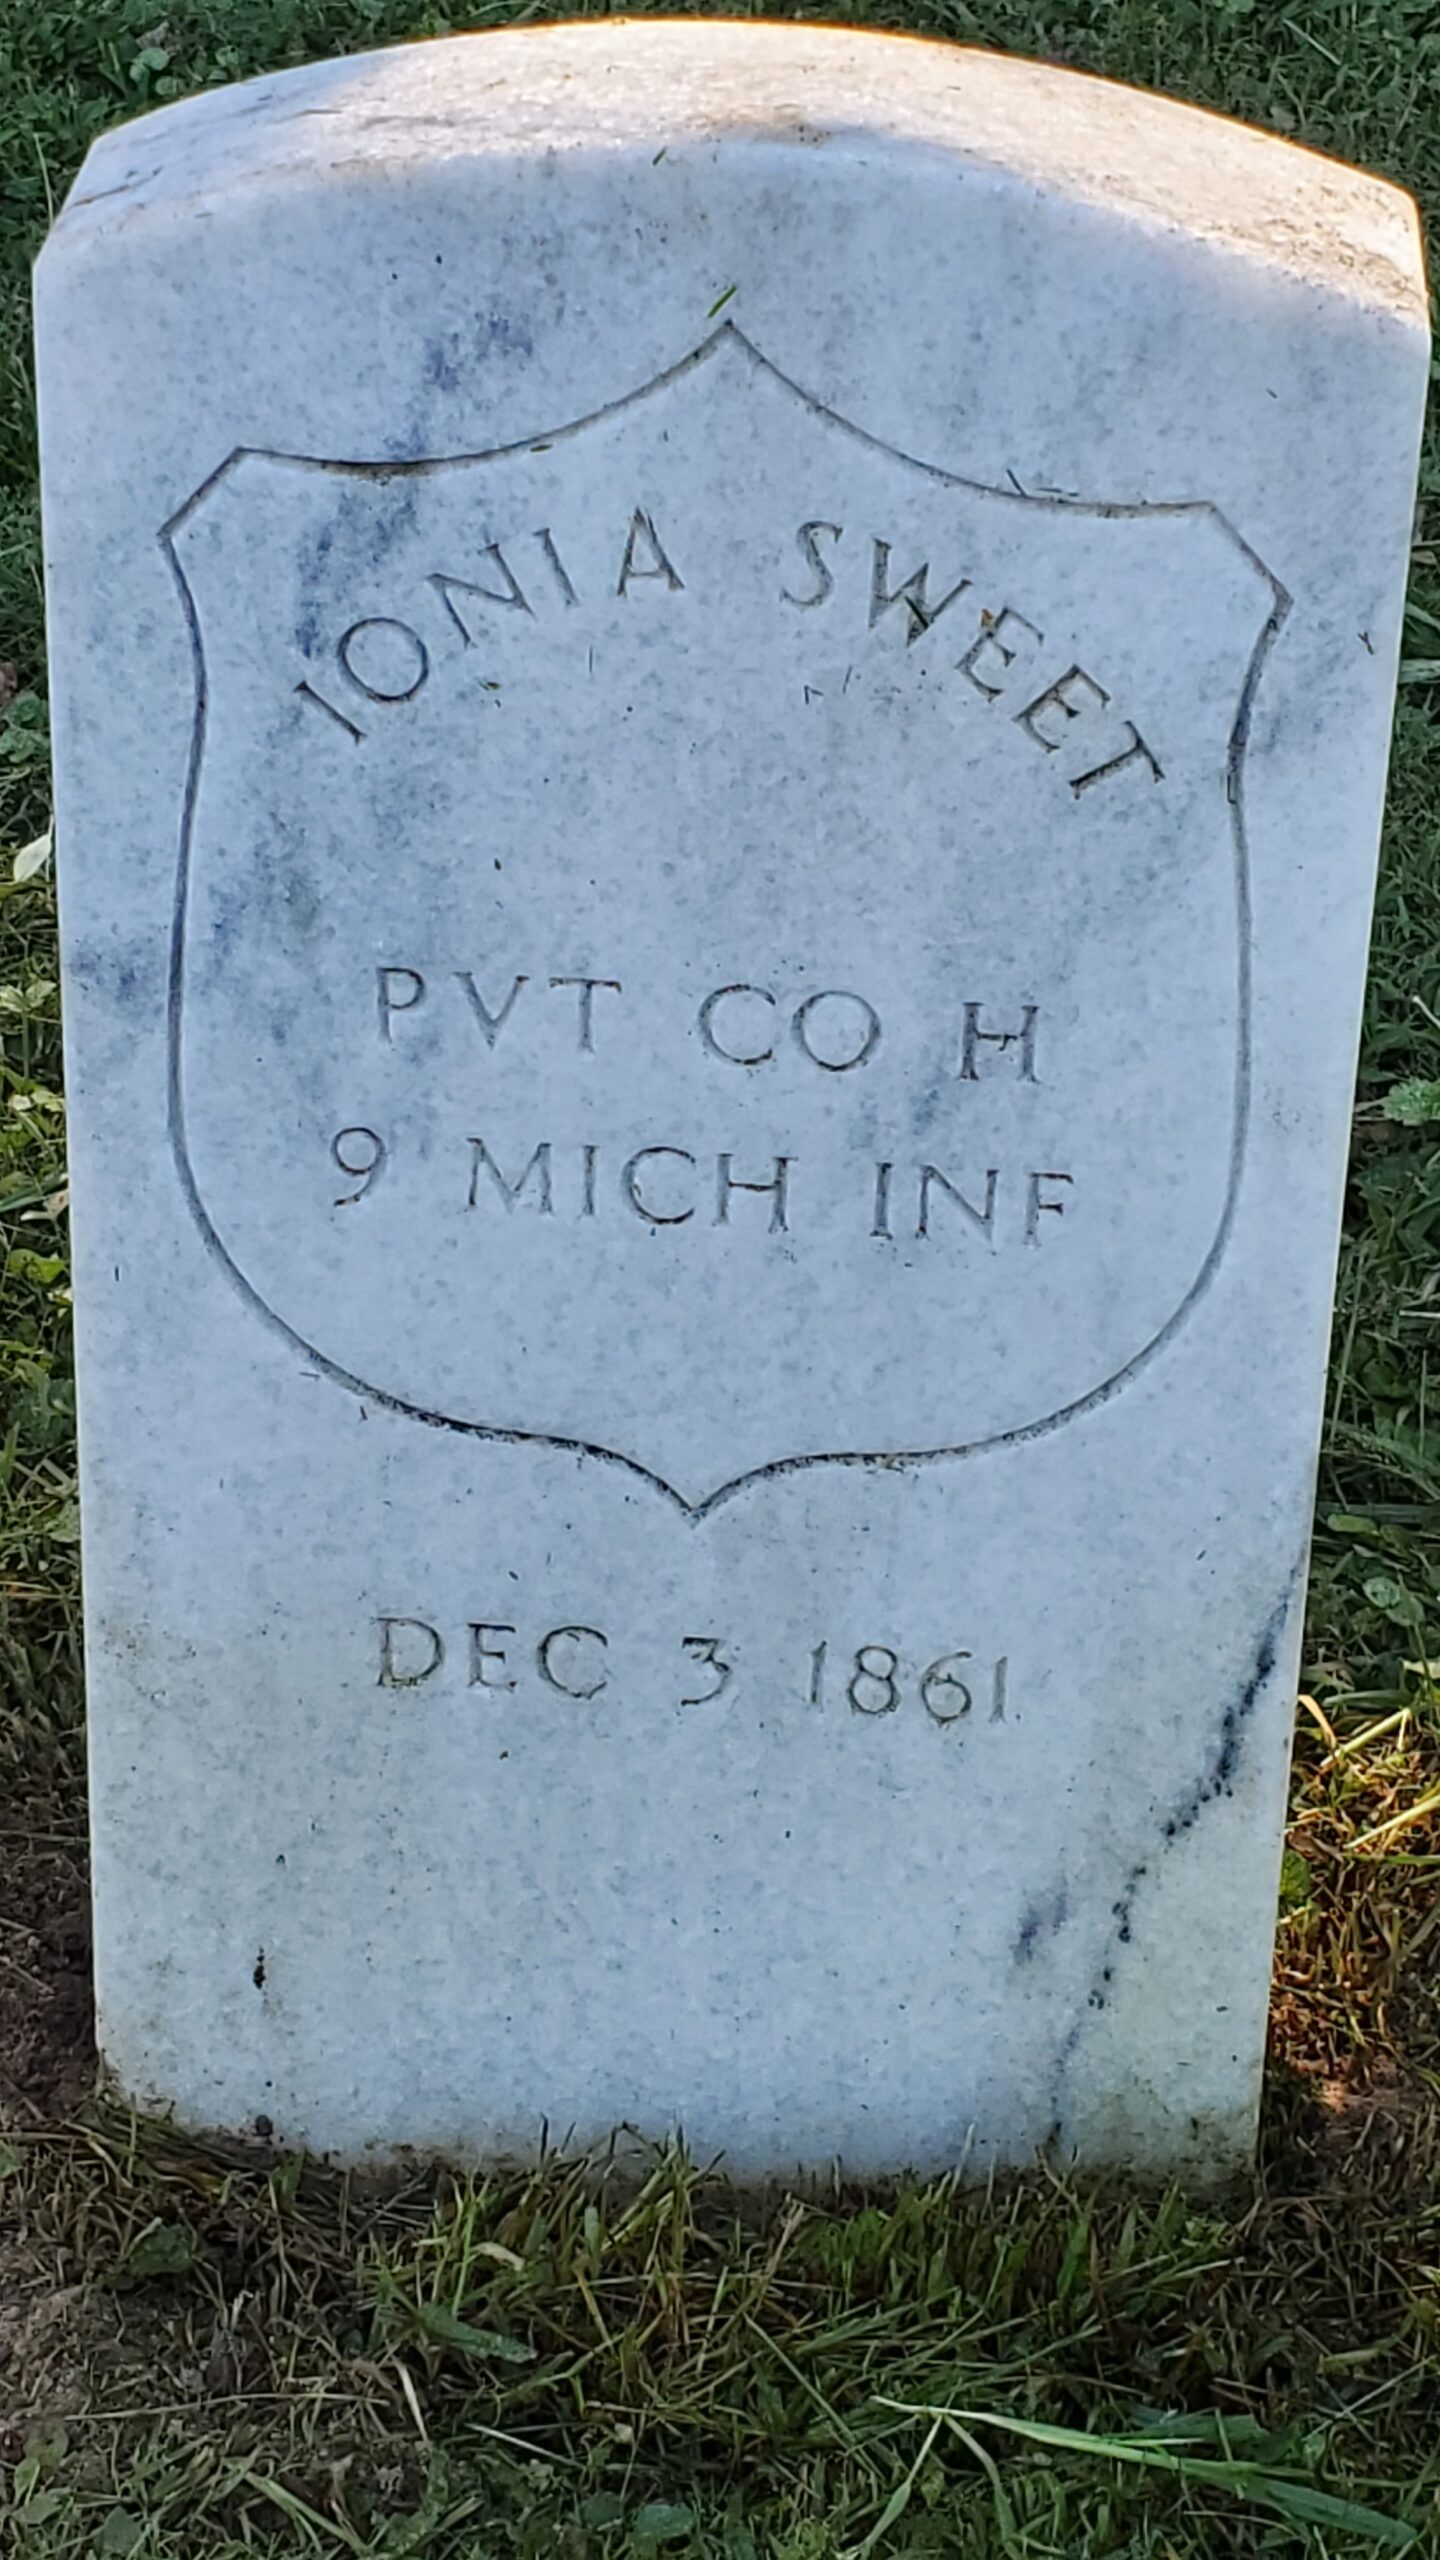 IONIA SWEET
PVT CO H
9 MICH INF
DEC 3 1861